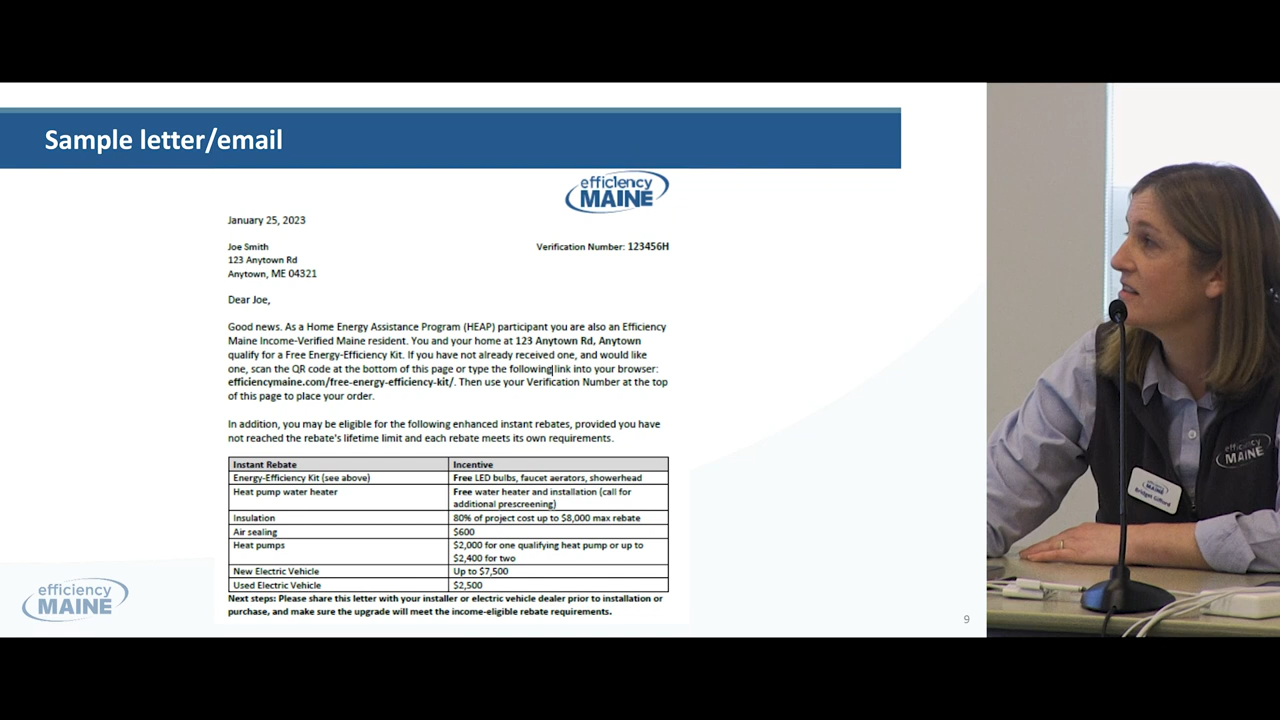 Sample letter/email
efficiency
MAINE
January 25, 2023
Joe Smith
Verification Number: 123456H
123 Anytown Rd
Anytown, ME 04321
Dear Joe,
Good news. As a Home Energy Assistance Program (HEAP) participant you are also an Efficiency
Maine Income-Verified Maine resident. You and your home at 123 Anytown Rd, Anytown
qualify for a Free Energy-Efficiency Kit. If you have not already received one, and would like
one, scan the QR code at the bottom of this page or type the following link into your browser:
efficiencymaine.com/free-energy-efficiency-kit/. Then use your Verification Number at the top
of this page to place your order.
In addition, you may be eligible for the following enhanced instant rebates, provided you have
not reached the rebate's lifetime limit and each rebate meets its own requirements.
Instant Rebate Incentive
Energy-Efficiency Kit (see above) Free LED bulbs, faucet aerators, showerhead
Heat pump water heater Free water heater and installation (call for
additional prescreening)
Insulation 80% of project cost up to $8,000 max rebate
Air sealing $600
Heat pumps $2,000 for one qualifying heat pump or up to
$2,400 for two
New Electric Vehicle Up to $7,500
Used Electric Vehicle $2,500
Next steps: Please share this letter with your installer or electric vehicle dealer prior to installation or
purchase, and make sure the upgrade will meet the income-eligible rebate requirements.
efficiency
MAINE
9
efficiency
MAINE
Bridget